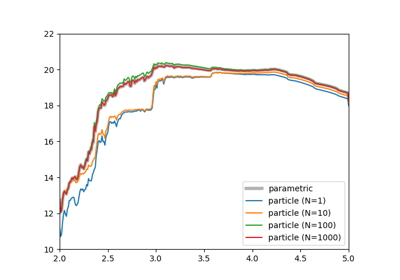 22
20
18
16
14
12
10
2.0 2.5 3.0 3.5 4.0 4.5 5.0
parametric
particle (N=1)
particle (N=10)
particle (N=100)
particle (N=1000)